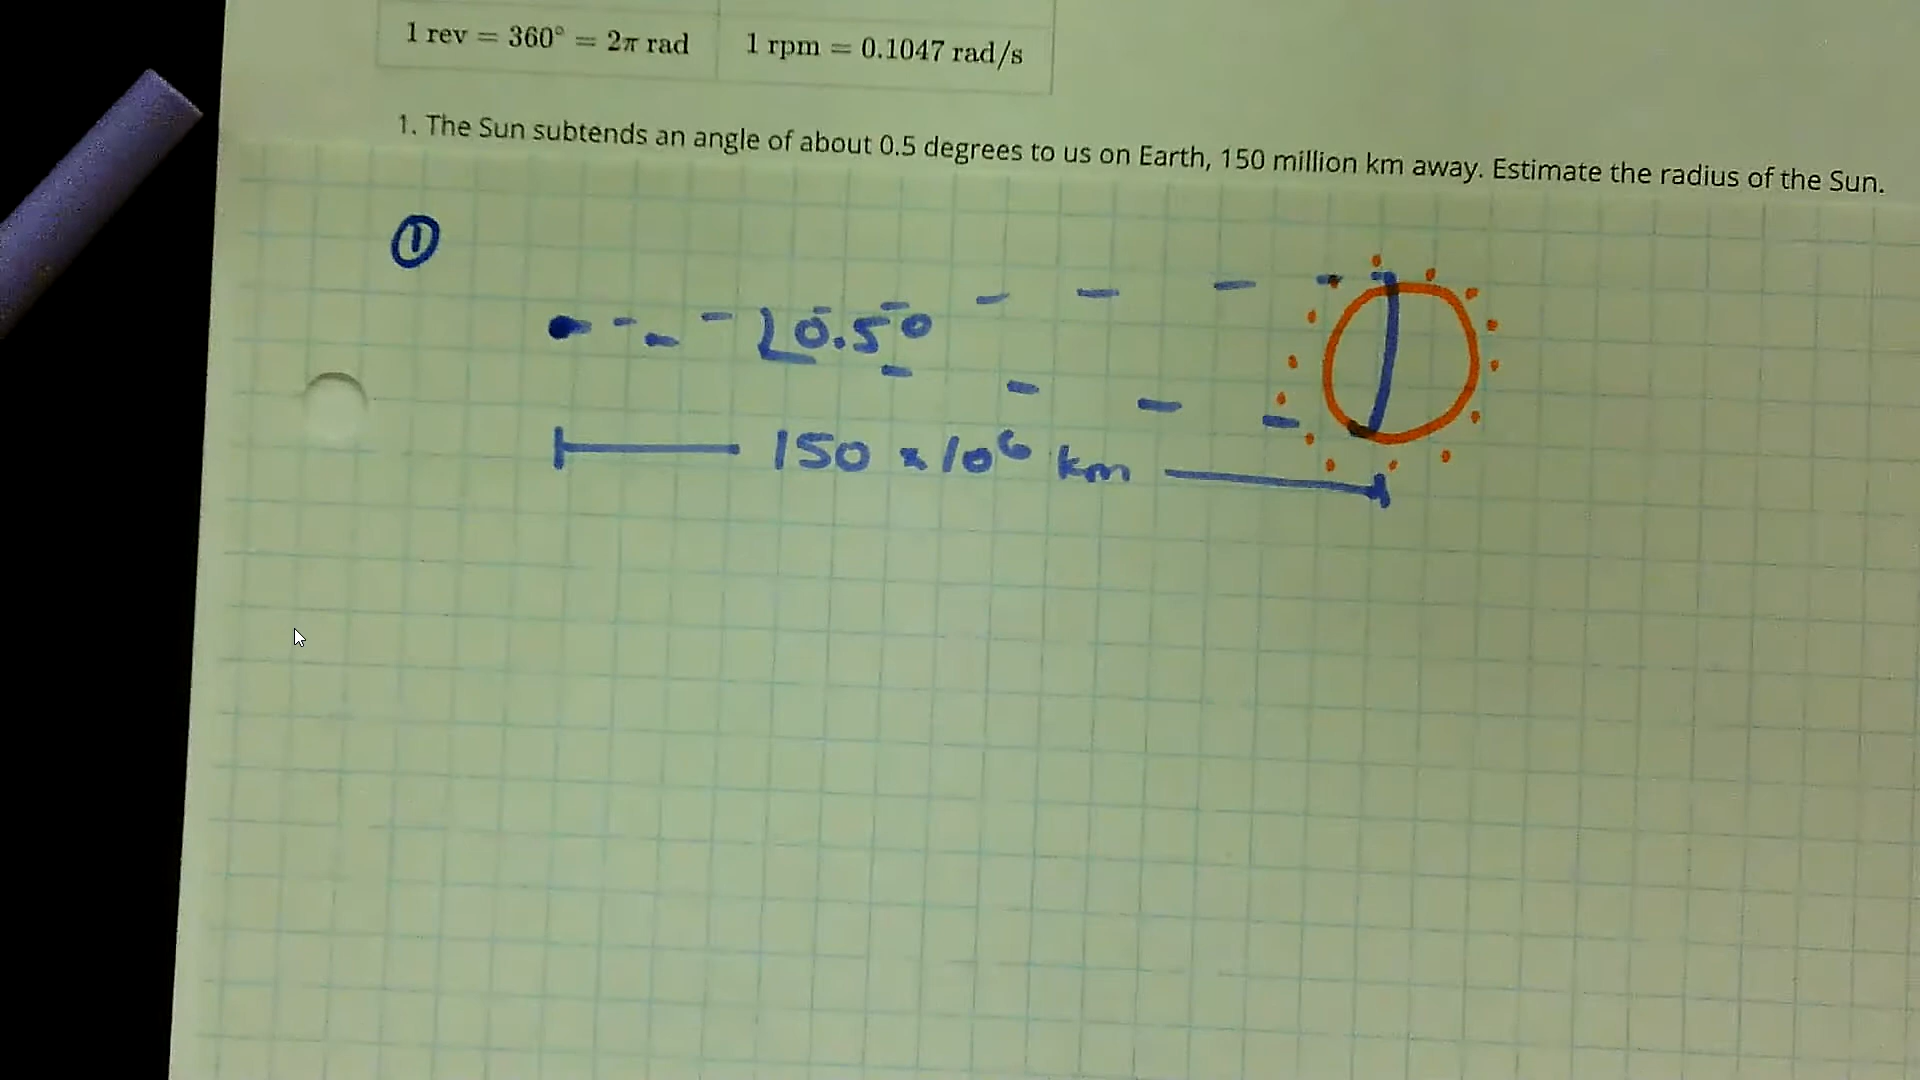 1 rev = 360° = 2π rad 1 rpm = 0.1047 rad/s
1. The Sun subtends an angle of about 0.5 degrees to us on Earth, 150 million km away. Estimate the radius of the Sun.
①
∠0.5°
150 × 10⁶ km